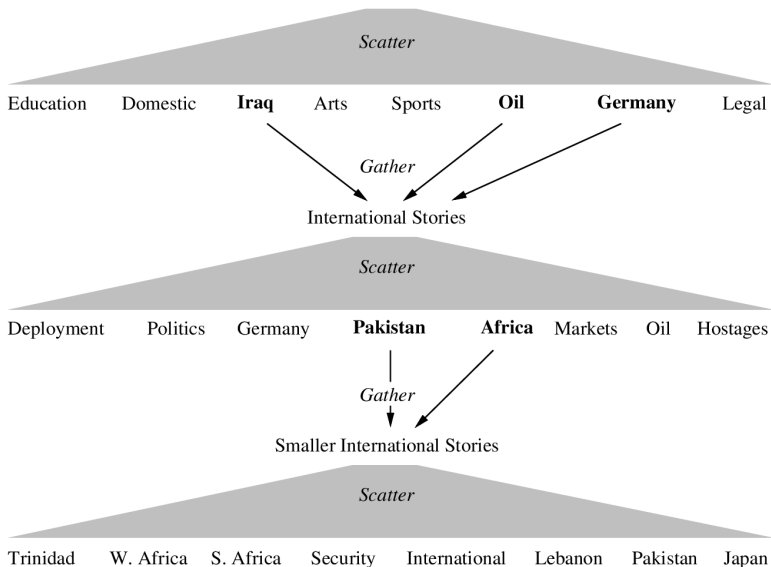 Scatter
Education Domestic Iraq Arts Sports Oil Germany Legal
Gather
International Stories
Scatter
Deployment Politics Germany Pakistan Africa Markets Oil Hostages
Gather
Smaller International Stories
Scatter
Trinidad W. Africa S. Africa Security International Lebanon Pakistan Japan